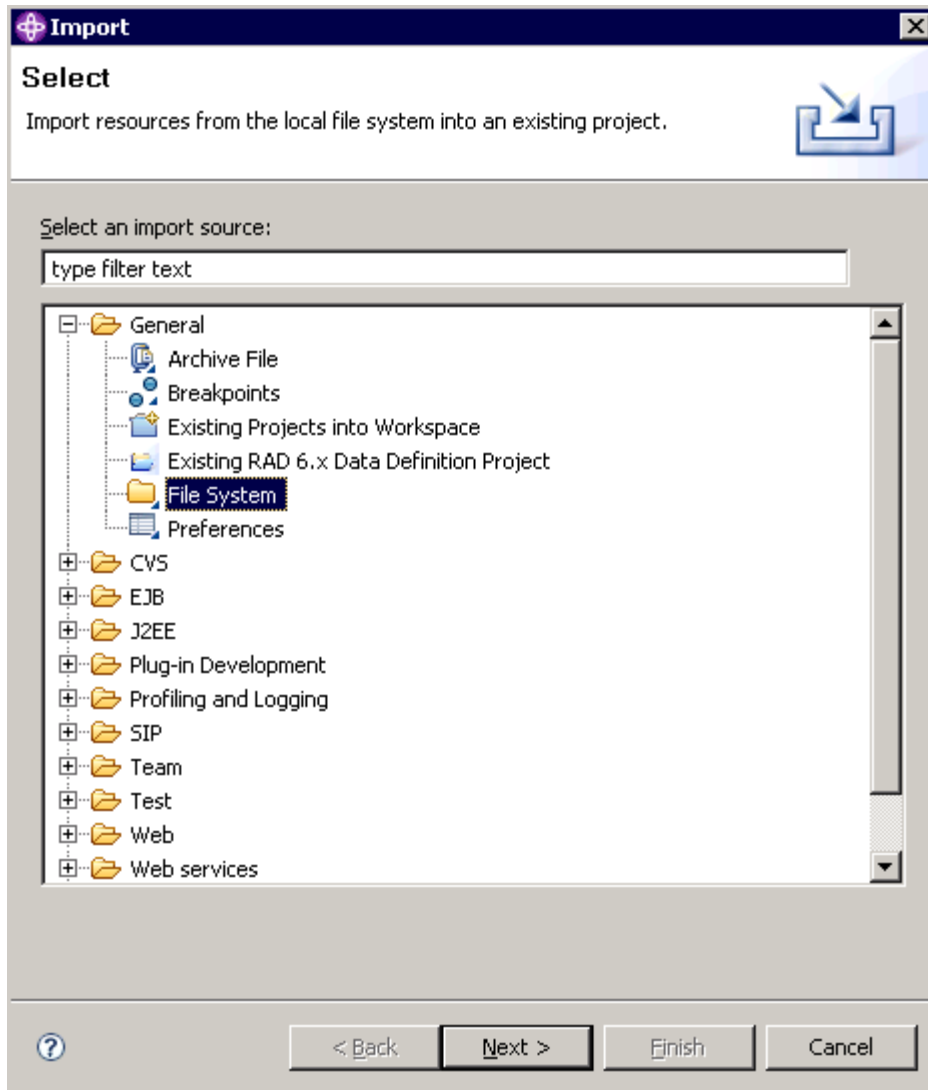 Import
Select
Import resources from the local file system into an existing project.
Select an import source:
type filter text
General
Archive File
Breakpoints
Existing Projects into Workspace
Existing RAD 6.x Data Definition Project
File System
Preferences
CVS
EJB
J2EE
Plug-in Development
Profiling and Logging
SIP
Team
Test
Web
Web services
? < Back Next > Finish Cancel